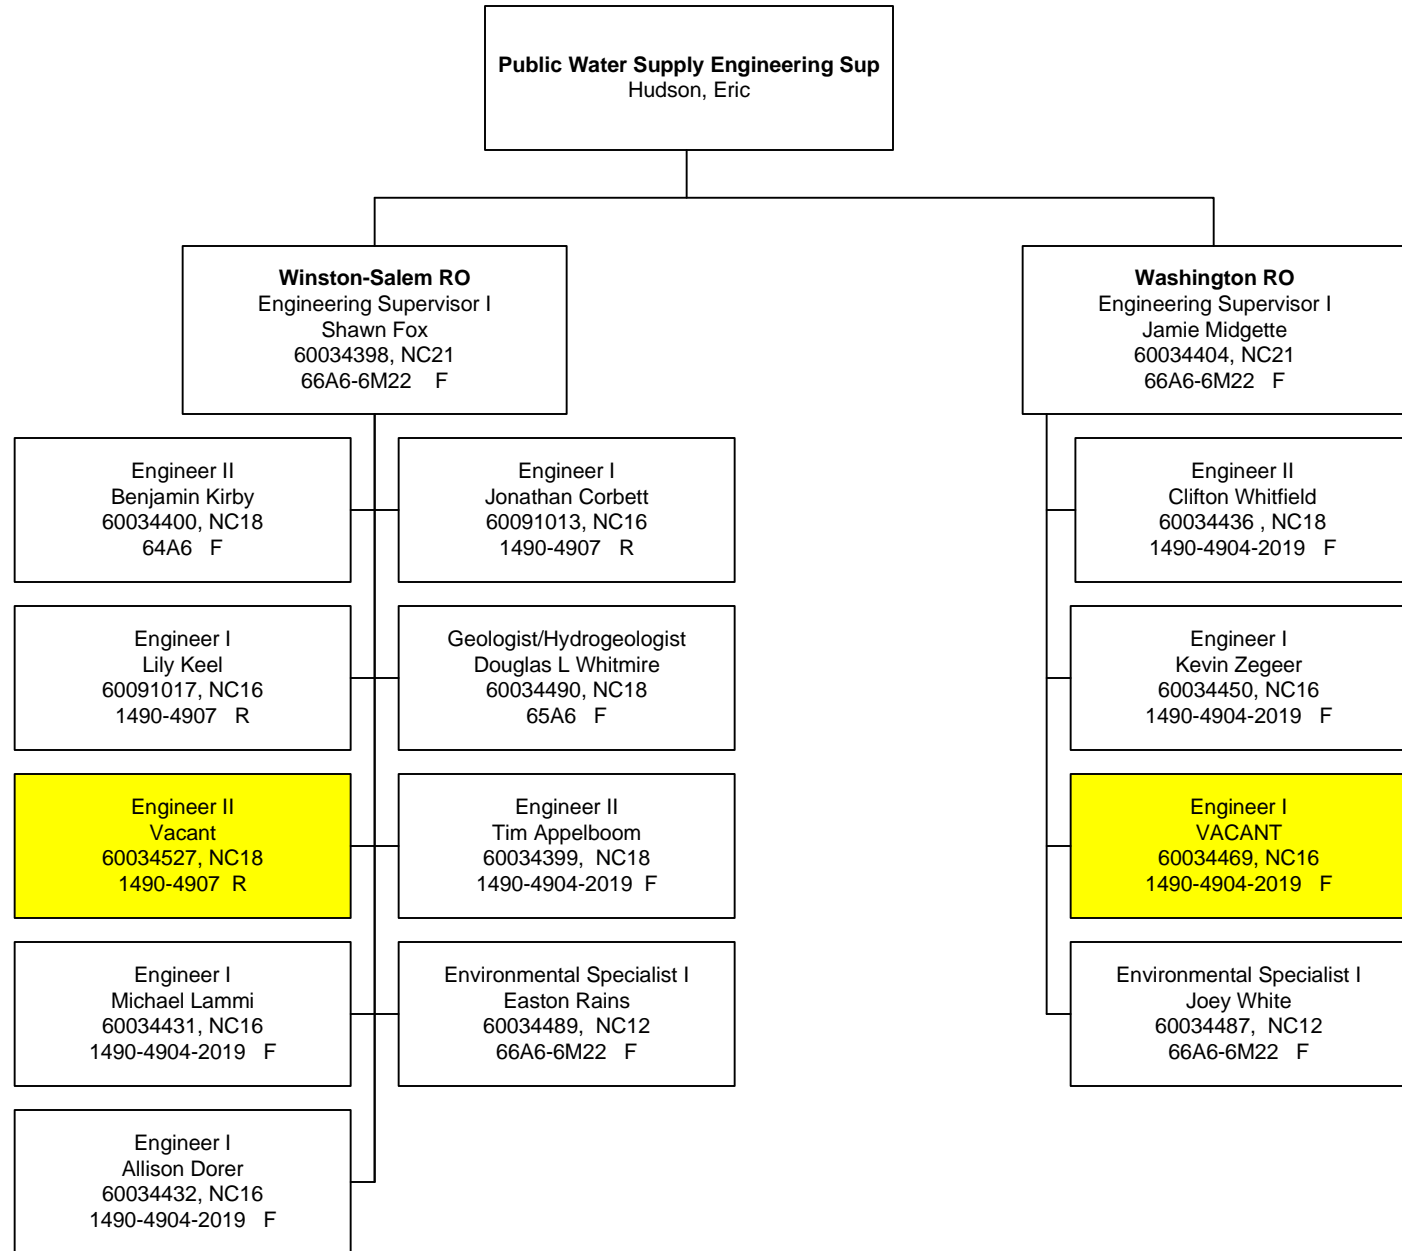 Public Water Supply Engineering Sup
Hudson, Eric
Winston-Salem RO
Engineering Supervisor I
Shawn Fox
60034398, NC21
66A6-6M22 F
Washington RO
Engineering Supervisor I
Jamie Midgette
60034404, NC21
66A6-6M22 F
Engineer II
Benjamin Kirby
60034400, NC18
64A6 F
Engineer I
Jonathan Corbett
60091013, NC16
1490-4907 R
Engineer II
Clifton Whitfield
60034436 , NC18
1490-4904-2019 F
Engineer I
Lily Keel
60091017, NC16
1490-4907 R
Geologist/Hydrogeologist
Douglas L Whitmire
60034490, NC18
65A6 F
Engineer I
Kevin Zegeer
60034450, NC16
1490-4904-2019 F
Engineer II
Vacant
60034527, NC18
1490-4907 R
Engineer II
Tim Appelboom
60034399, NC18
1490-4904-2019 F
Engineer I
VACANT
60034469, NC16
1490-4904-2019 F
Engineer I
Michael Lammi
60034431, NC16
1490-4904-2019 F
Environmental Specialist I
Easton Rains
60034489, NC12
66A6-6M22 F
Environmental Specialist I
Joey White
60034487, NC12
66A6-6M22 F
Engineer I
Allison Dorer
60034432, NC16
1490-4904-2019 F